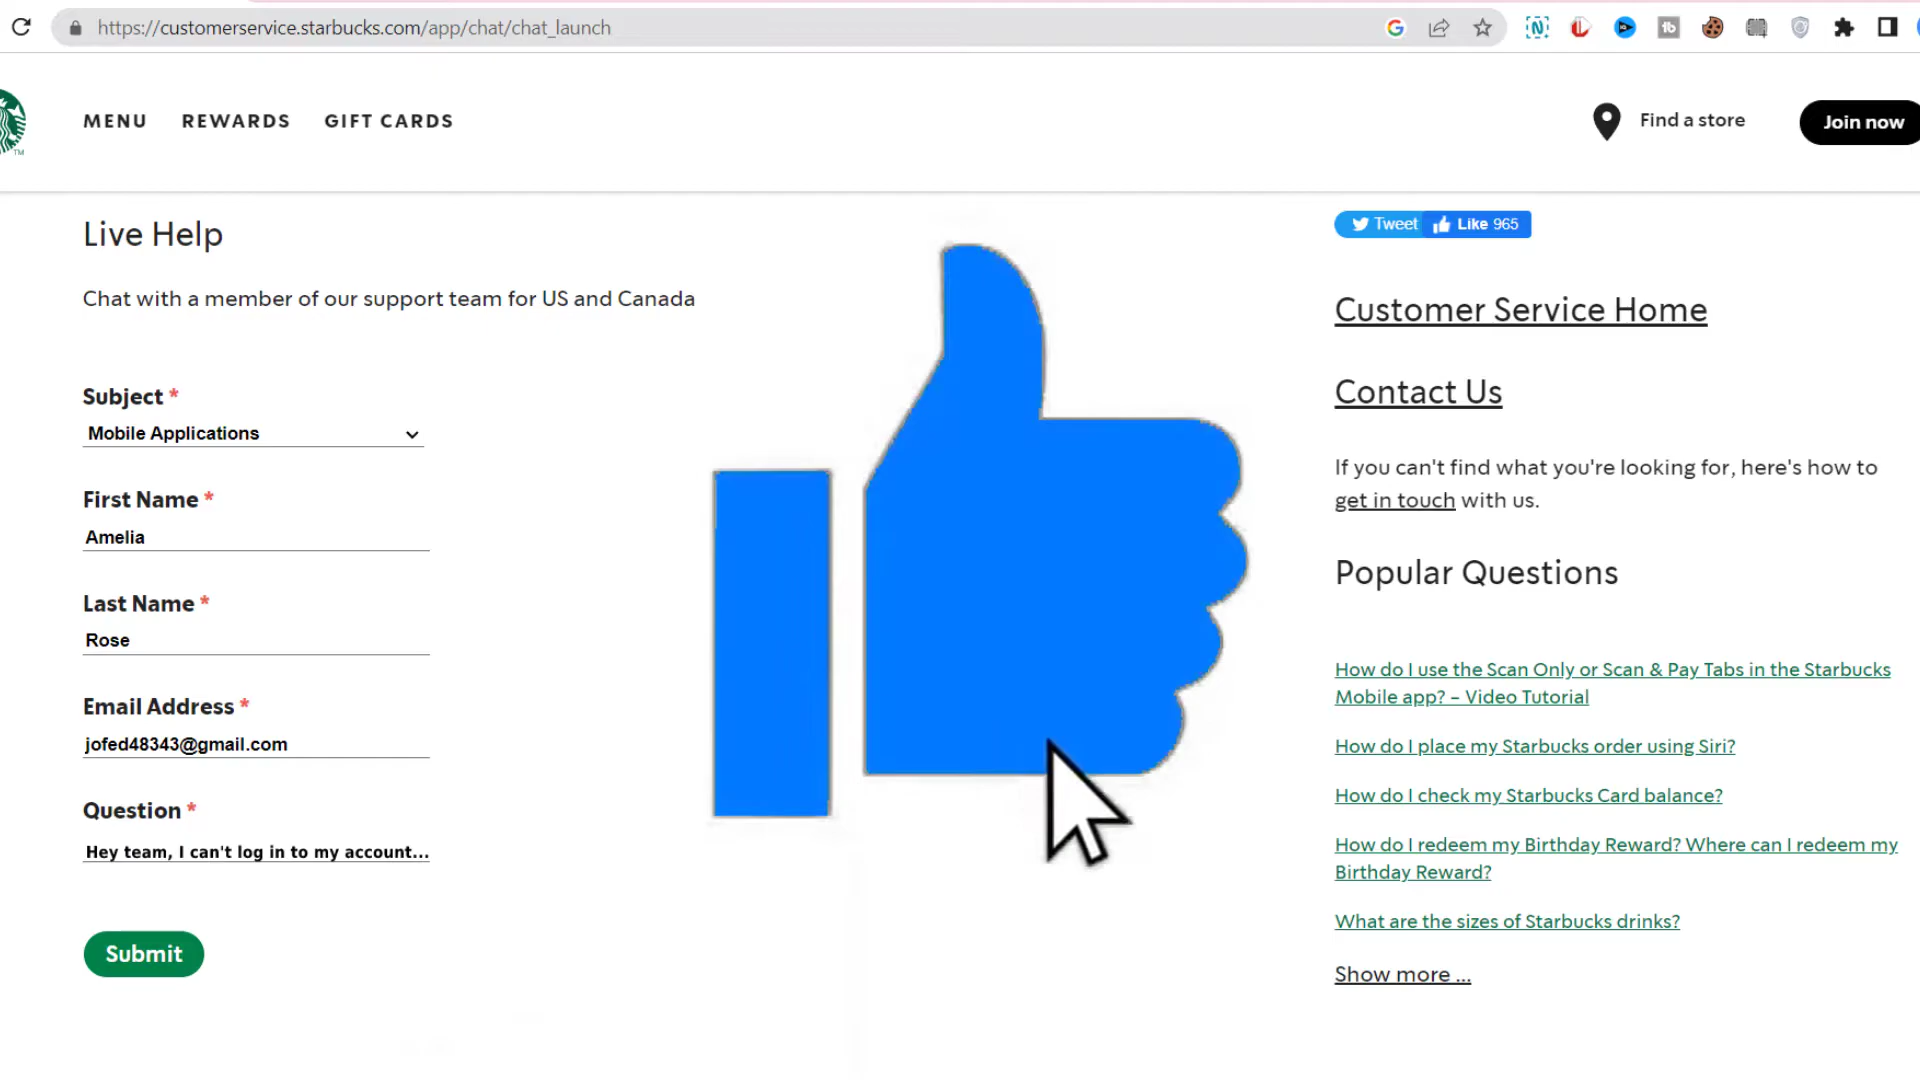 https://customerservice.starbucks.com/app/chat/chat_launch
MENU REWARDS GIFT CARDS
Find a store
Join now
TM
Live Help
Chat with a member of our support team for US and Canada
Subject *
Mobile Applications
First Name *
Amelia
Last Name *
Rose
Email Address *
jofed48343@gmail.com
Question *
Hey team, I can't log in to my account...
Submit
Tweet Like 965
Customer Service Home
Contact Us
If you can't find what you're looking for, here's how to
get in touch with us.
Popular Questions
How do I use the Scan Only or Scan & Pay Tabs in the Starbucks
Mobile app? – Video Tutorial
How do I place my Starbucks order using Siri?
How do I check my Starbucks Card balance?
How do I redeem my Birthday Reward? Where can I redeem my
Birthday Reward?
What are the sizes of Starbucks drinks?
Show more ...